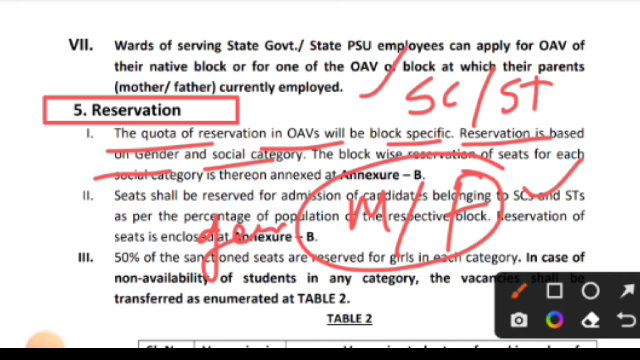 VII. Wards of serving State Govt./ State PSU employees can apply for OAV of
their native block or for one of the OAV of block at which their parents
(mother/ father) currently employed.
SC/ST
5. Reservation
I. The quota of reservation in OAVs will be block specific. Reservation is based
on Gender and social category. The block wise reservation of seats for each
social category is thereon annexed at Annexure – B.
II. Seats shall be reserved for admission of candidates belonging to SCs and STs
as per the percentage of population of the respective block. Reservation of
seats is enclosed at Annexure – B.
gen M/F
III. 50% of the sanctioned seats are reserved for girls in each category. In case of
non-availability of students in any category, the vacancies shall be
transferred as enumerated at TABLE 2.
TABLE 2